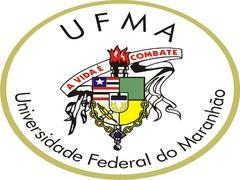 UFMA
A VIDA É COMBATE
Universidade Federal do Maranhão